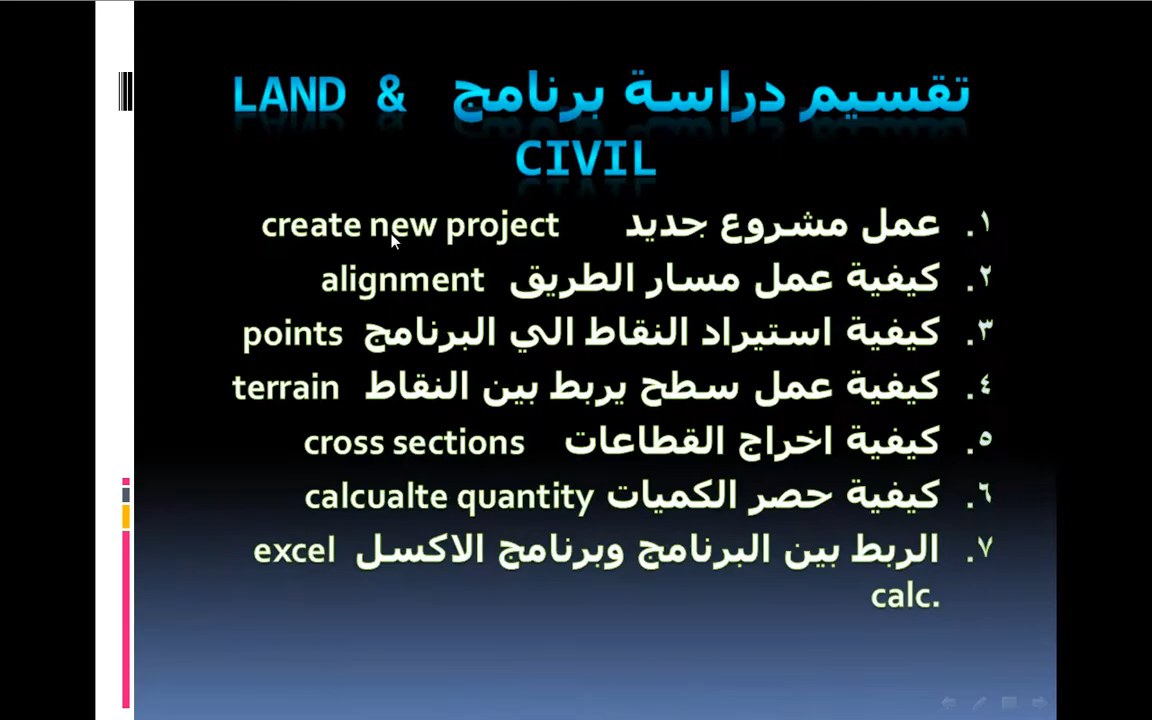 تقسيم دراسة برنامج LAND &
CIVIL
١. عمل مشروع جديد create new project
٢. كيفية عمل مسار الطريق alignment
٣. كيفية استيراد النقاط الي البرنامج points
٤. كيفية عمل سطح يربط بين النقاط terrain
٥. كيفية اخراج القطاعات cross sections
٦. كيفية حصر الكميات calcualte quantity
٧. الربط بين البرنامج وبرنامج الاكسل excel
calc.